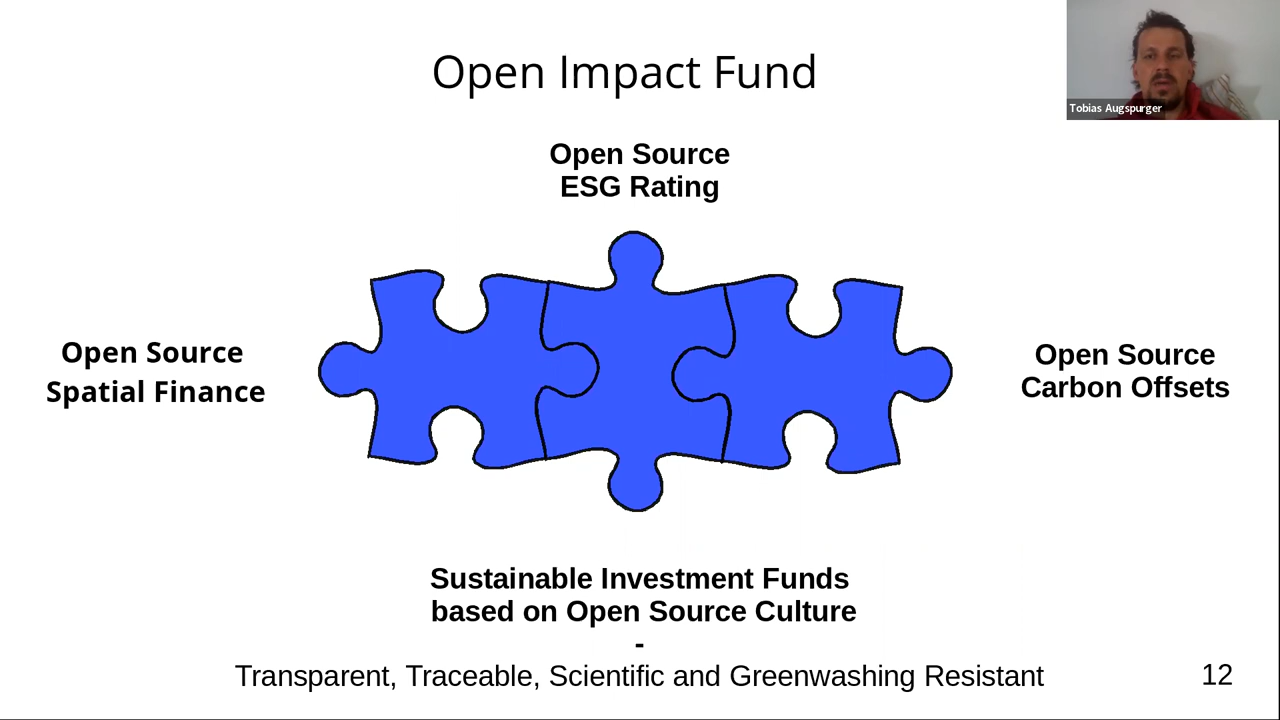 Open Impact Fund
Tobias Augspurger
Open Source
ESG Rating
Open Source
Spatial Finance
Open Source
Carbon Offsets
Sustainable Investment Funds
based on Open Source Culture
-
Transparent, Traceable, Scientific and Greenwashing Resistant
12